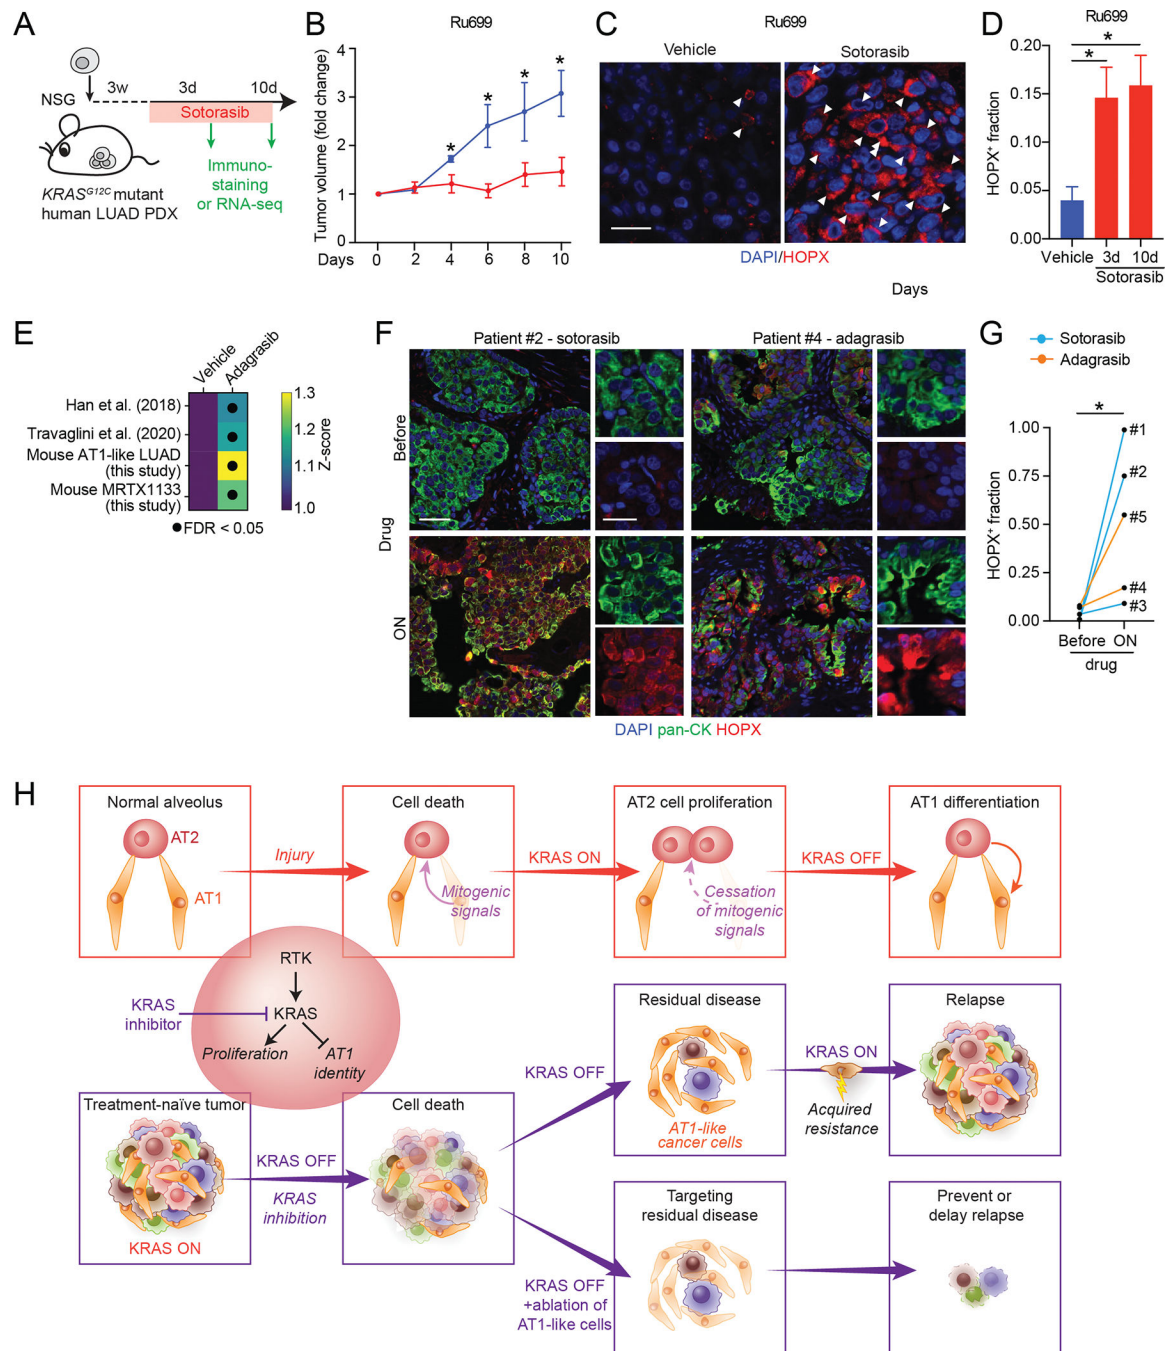 A
NSG
3w
3d
10d
Sotorasib
Immuno-
staining
or RNA-seq
KRASG12C mutant
human LUAD PDX
B
Ru699
Tumor volume (fold change)
4
3
2
1
0
* * * *
Days 0 2 4 6 8 10
C
Ru699
Vehicle
Sotorasib
DAPI/HOPX
Days
D
Ru699
HOPX+ fraction
0.20
0.15
0.10
0.05
0.00
*
*
Vehicle 3d 10d
Sotorasib
E
Vehicle
Adagrasib
Han et al. (2018)
Travaglini et al. (2020)
Mouse AT1-like LUAD
(this study)
Mouse MRTX1133
(this study)
●FDR < 0.05
1.3
1.2
1.11
1.0
Z-score
F
Patient #2 - sotorasib
Patient #4 - adagrasib
Before
Drug
ON
DAPI pan-CK HOPX
G
Sotorasib
Adagrasib
HOPX+ fraction
1.00
0.75
0.50
0.25
0.00
*
#1
#2
#5
#4
#3
Before ON
drug
H
Normal alveolus
AT2
AT1
Injury
Cell death
Mitogenic
signals
KRAS ON
AT2 cell proliferation
Cessation
of mitogenic
signals
KRAS OFF
AT1 differentiation
RTK
KRAS
Proliferation
AT1
identity
KRAS
inhibitor
Treatment-naïve tumor
KRAS ON
KRAS OFF
KRAS
inhibition
Cell death
KRAS OFF
Residual disease
AT1-like
cancer cells
KRAS ON
Acquired
resistance
Relapse
KRAS OFF
+ablation of
AT1-like cells
Targeting
residual disease
Prevent or
delay relapse